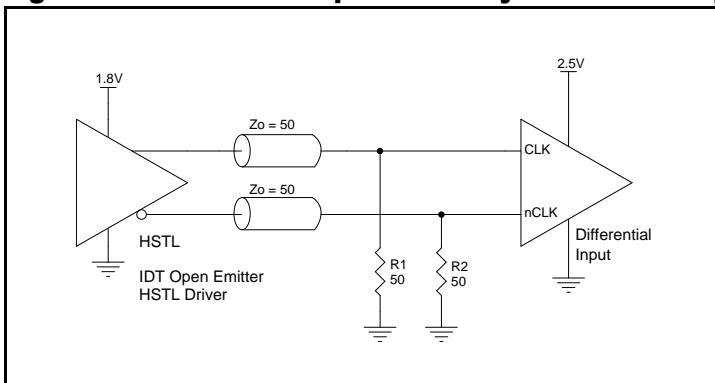 1.8V
2.5V
Zo = 50
CLK
Zo = 50
nCLK
HSTL
Differential
Input
IDT Open Emitter
HSTL Driver
R1
50
R2
50